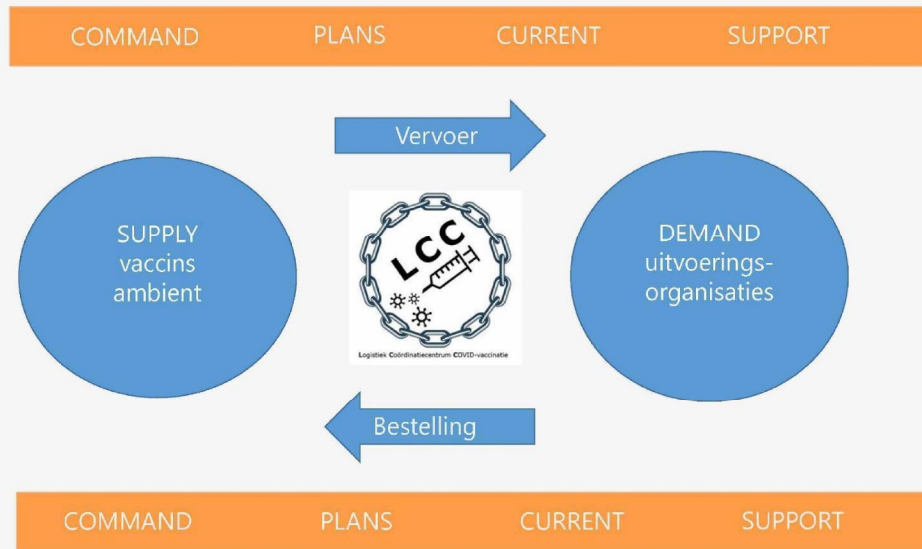 COMMAND PLANS CURRENT SUPPORT
Vervoer
SUPPLY
vaccins
ambient
LCC
Logistiek Coördinatiecentrum COVID-vaccinatie
DEMAND
uitvoerings-
organisaties
Bestelling
COMMAND PLANS CURRENT SUPPORT